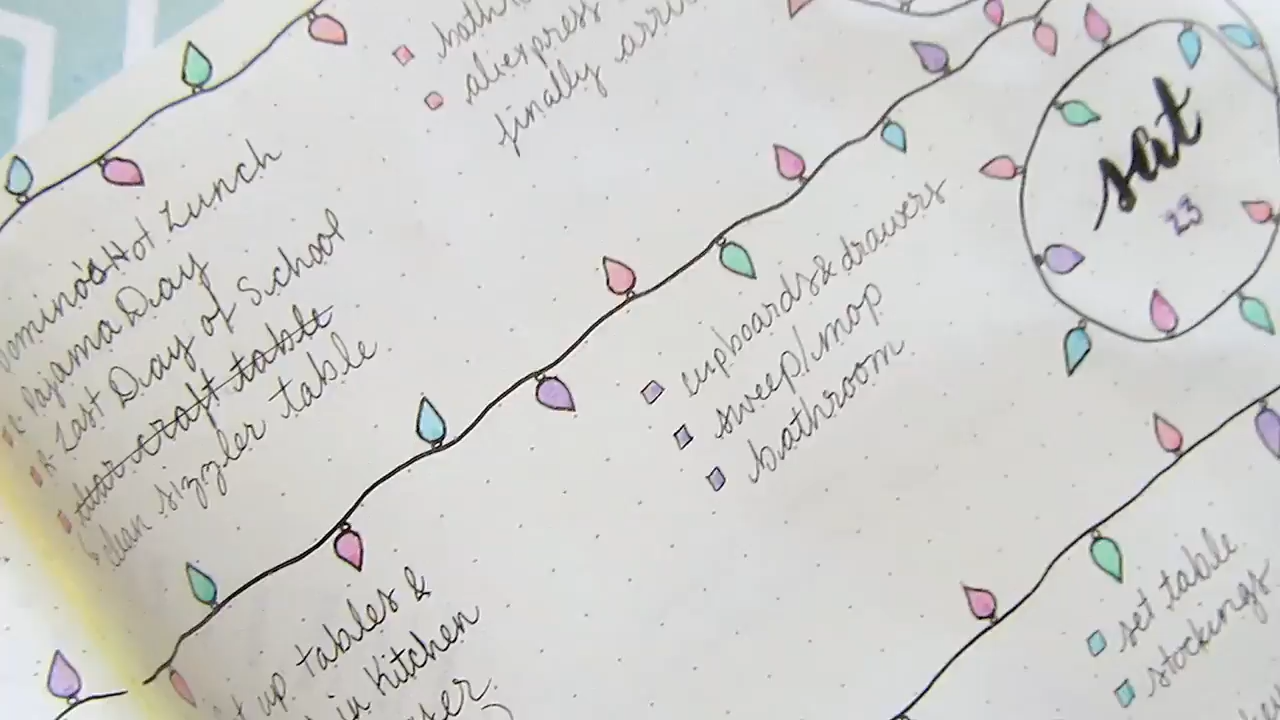 aliexpress
finally
Domino's Hot Lunch
Pajama Day
Last Day of School
craft table
clean sizzler table
sat
23
cupboards & drawers
sweep/mop
bathroom
up tables &
in Kitchen
set table
stockings